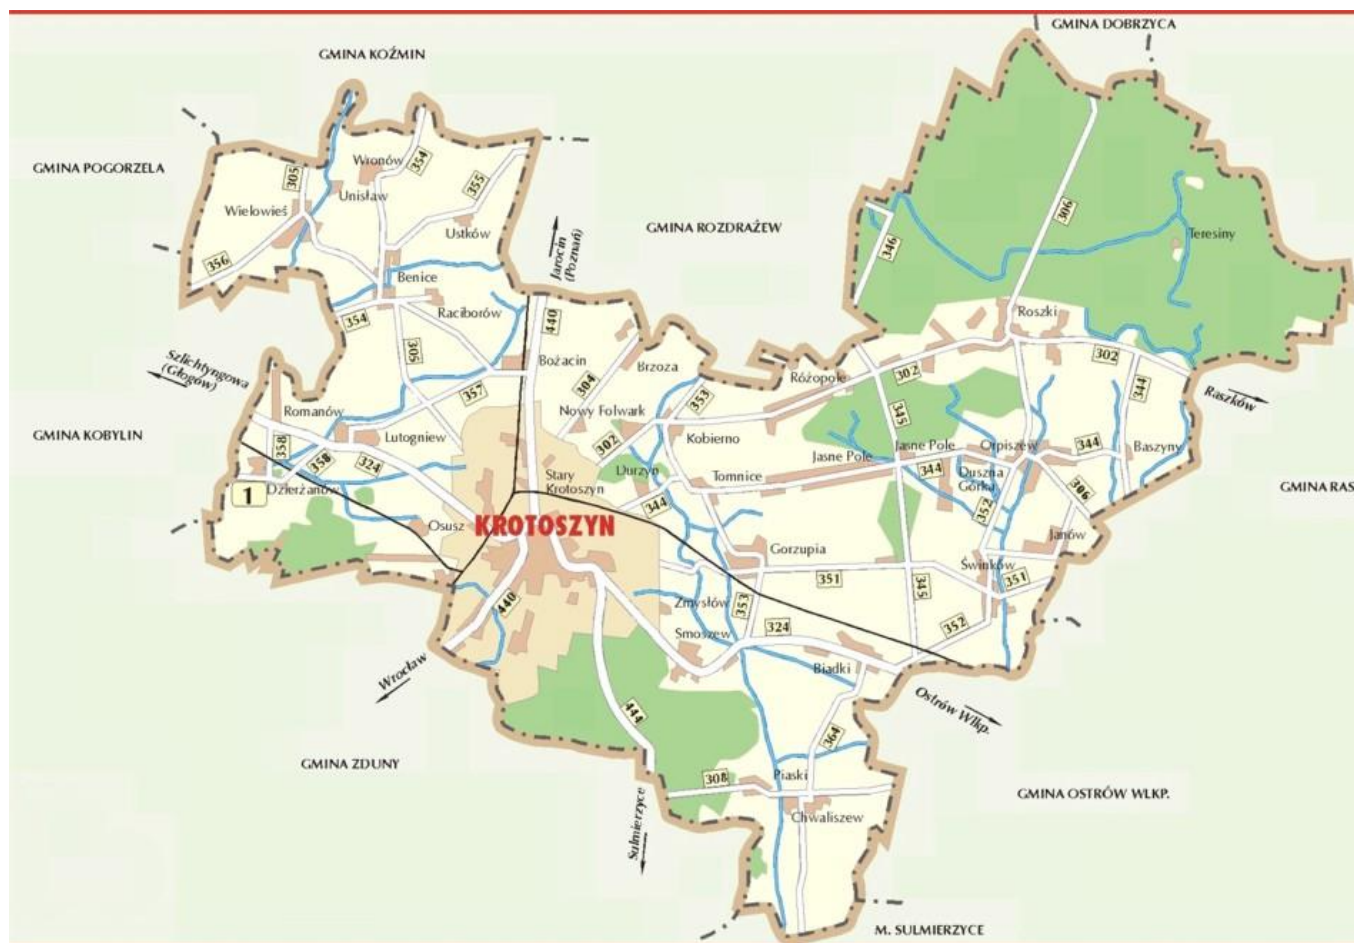 GMINA DOBRZYCA
GMINA KOŹMIN
GMINA POGORZELA
Wronów
354
305
355
Unisław
Wielowieś
Ustków
356
GMINA ROZDRAŻEW
306
346
Teresiny
Jarocin
(Poznań)
Benice
Raciborów
354
440
Roszki
305
Szlichtyngowa
(Głogów)
Bożacin
Brzoza
302
302
344
Różopole
304
357
353
Raszków
Romanów
Nowy Folwark
GMINA KOBYLIN
Lutogniew
358
358
324
302
Kobierno
345
Jasne Pole
Jasne Pole
Orpiszew
344
Baszyny
Stary
Krotoszyn
Durzyn
Tomnice
344
Duszna
Górka
306
GMINA RAS
Dzierżanów
1
344
352
Osusz
KROTOSZYN
Janów
Gorzupia
Świnków
351
351
345
440
Zmysłów
353
324
352
Smoszew
Biadki
Wrocław
Ostrów Wlkp.
444
364
GMINA ZDUNY
308
Piaski
GMINA OSTRÓW WLKP.
Chwaliszew
Sulmierzyce
M. SULMIERZYCE